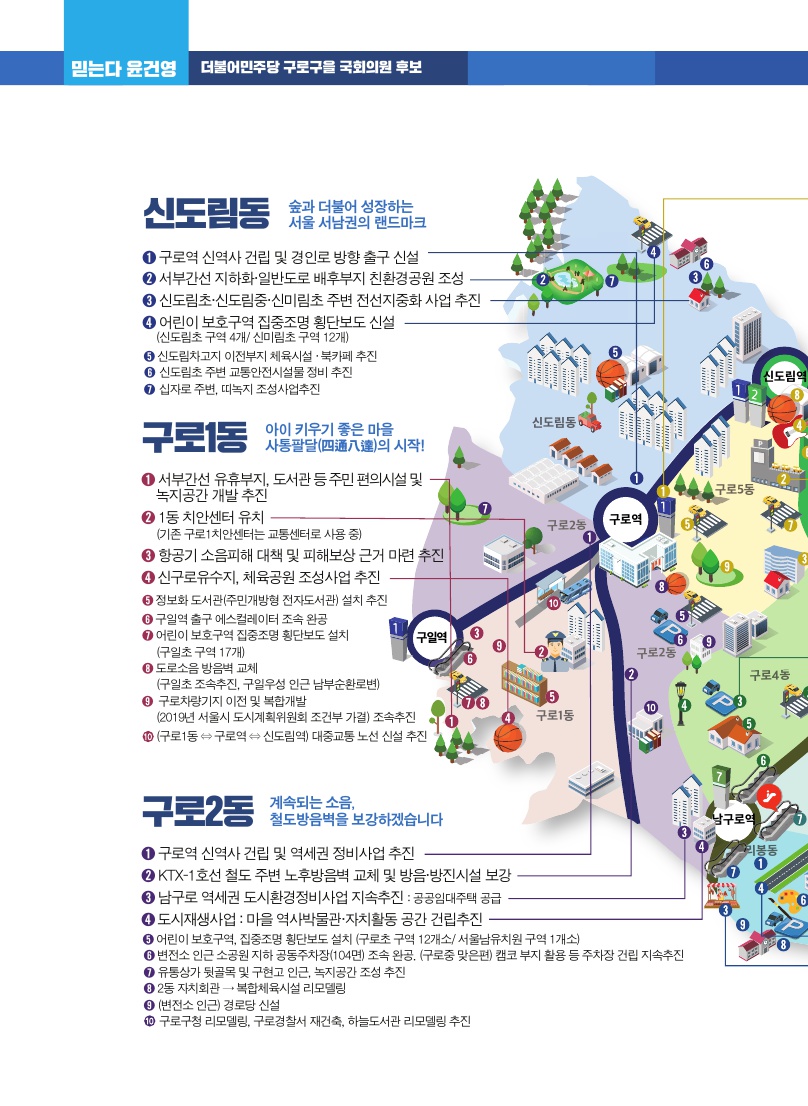 믿는다 윤건영 더불어민주당 구로구을 국회의원 후보
신도림동
숲과 더불어 성장하는
서울 서남권의 랜드마크
❶ 구로역 신역사 건립 및 경인로 방향 출구 신설
❷ 서부간선 지하화·일반도로 배후부지 친환경공원 조성
❸ 신도림초·신도림중·신미림초 주변 전선지중화 사업 추진
❹ 어린이 보호구역 집중조명 횡단보도 신설
(신도림초 구역 4개/ 신미림초 구역 12개)
❺ 신도림차고지 이전부지 체육시설 · 북카페 추진
❻ 신도림초 주변 교통안전시설물 정비 추진
❼ 십자로 주변, 띠녹지 조성사업추진
구로1동
아이 키우기 좋은 마을
사통팔달(四通八達)의 시작!
❶ 서부간선 유휴부지, 도서관 등 주민 편의시설 및
녹지공간 개발 추진
❷ 1동 치안센터 유치
(기존 구로1치안센터는 교통센터로 사용 중)
❸ 항공기 소음피해 대책 및 피해보상 근거 마련 추진
❹ 신구로유수지, 체육공원 조성사업 추진
❺ 정보화 도서관(주민개방형 전자도서관) 설치 추진
❻ 구일역 출구 에스컬레이터 조속 완공
❼ 어린이 보호구역 집중조명 횡단보도 설치
(구일초 구역 17개)
❽ 도로소음 방음벽 교체
(구일초 조속추진, 구일우성 인근 남부순환로변)
❾ 구로차량기지 이전 및 복합개발
(2019년 서울시 도시계획위원회 조건부 가결) 조속추진
❿ (구로1동 ⇔ 구로역 ⇔ 신도림역) 대중교통 노선 신설 추진
구로2동
계속되는 소음,
철도방음벽을 보강하겠습니다
❶ 구로역 신역사 건립 및 역세권 정비사업 추진
❷ KTX-1호선 철도 주변 노후방음벽 교체 및 방음·방진시설 보강
❸ 남구로 역세권 도시환경정비사업 지속추진 : 공공임대주택 공급
❹ 도시재생사업 : 마을 역사박물관·자치활동 공간 건립추진
❺ 어린이 보호구역, 집중조명 횡단보도 설치 (구로초 구역 12개소/ 서울남유치원 구역 1개소)
❻ 변전소 인근 소공원 지하 공동주차장(104면) 조속 완공. (구로중 맞은편) 캠코 부지 활용 등 주차장 건립 지속추진
❼ 유통상가 뒷골목 및 구현고 인근, 녹지공간 조성 추진
❽ 2동 자치회관 → 복합체육시설 리모델링
❾ (변전소 인근) 경로당 신설
❿ 구로구청 리모델링, 구로경찰서 재건축, 하늘도서관 리모델링 추진
신도림역
신도림동
구로5동
구로역
구로2동
구일역
구로2동
구로4동
구로1동
남구로역